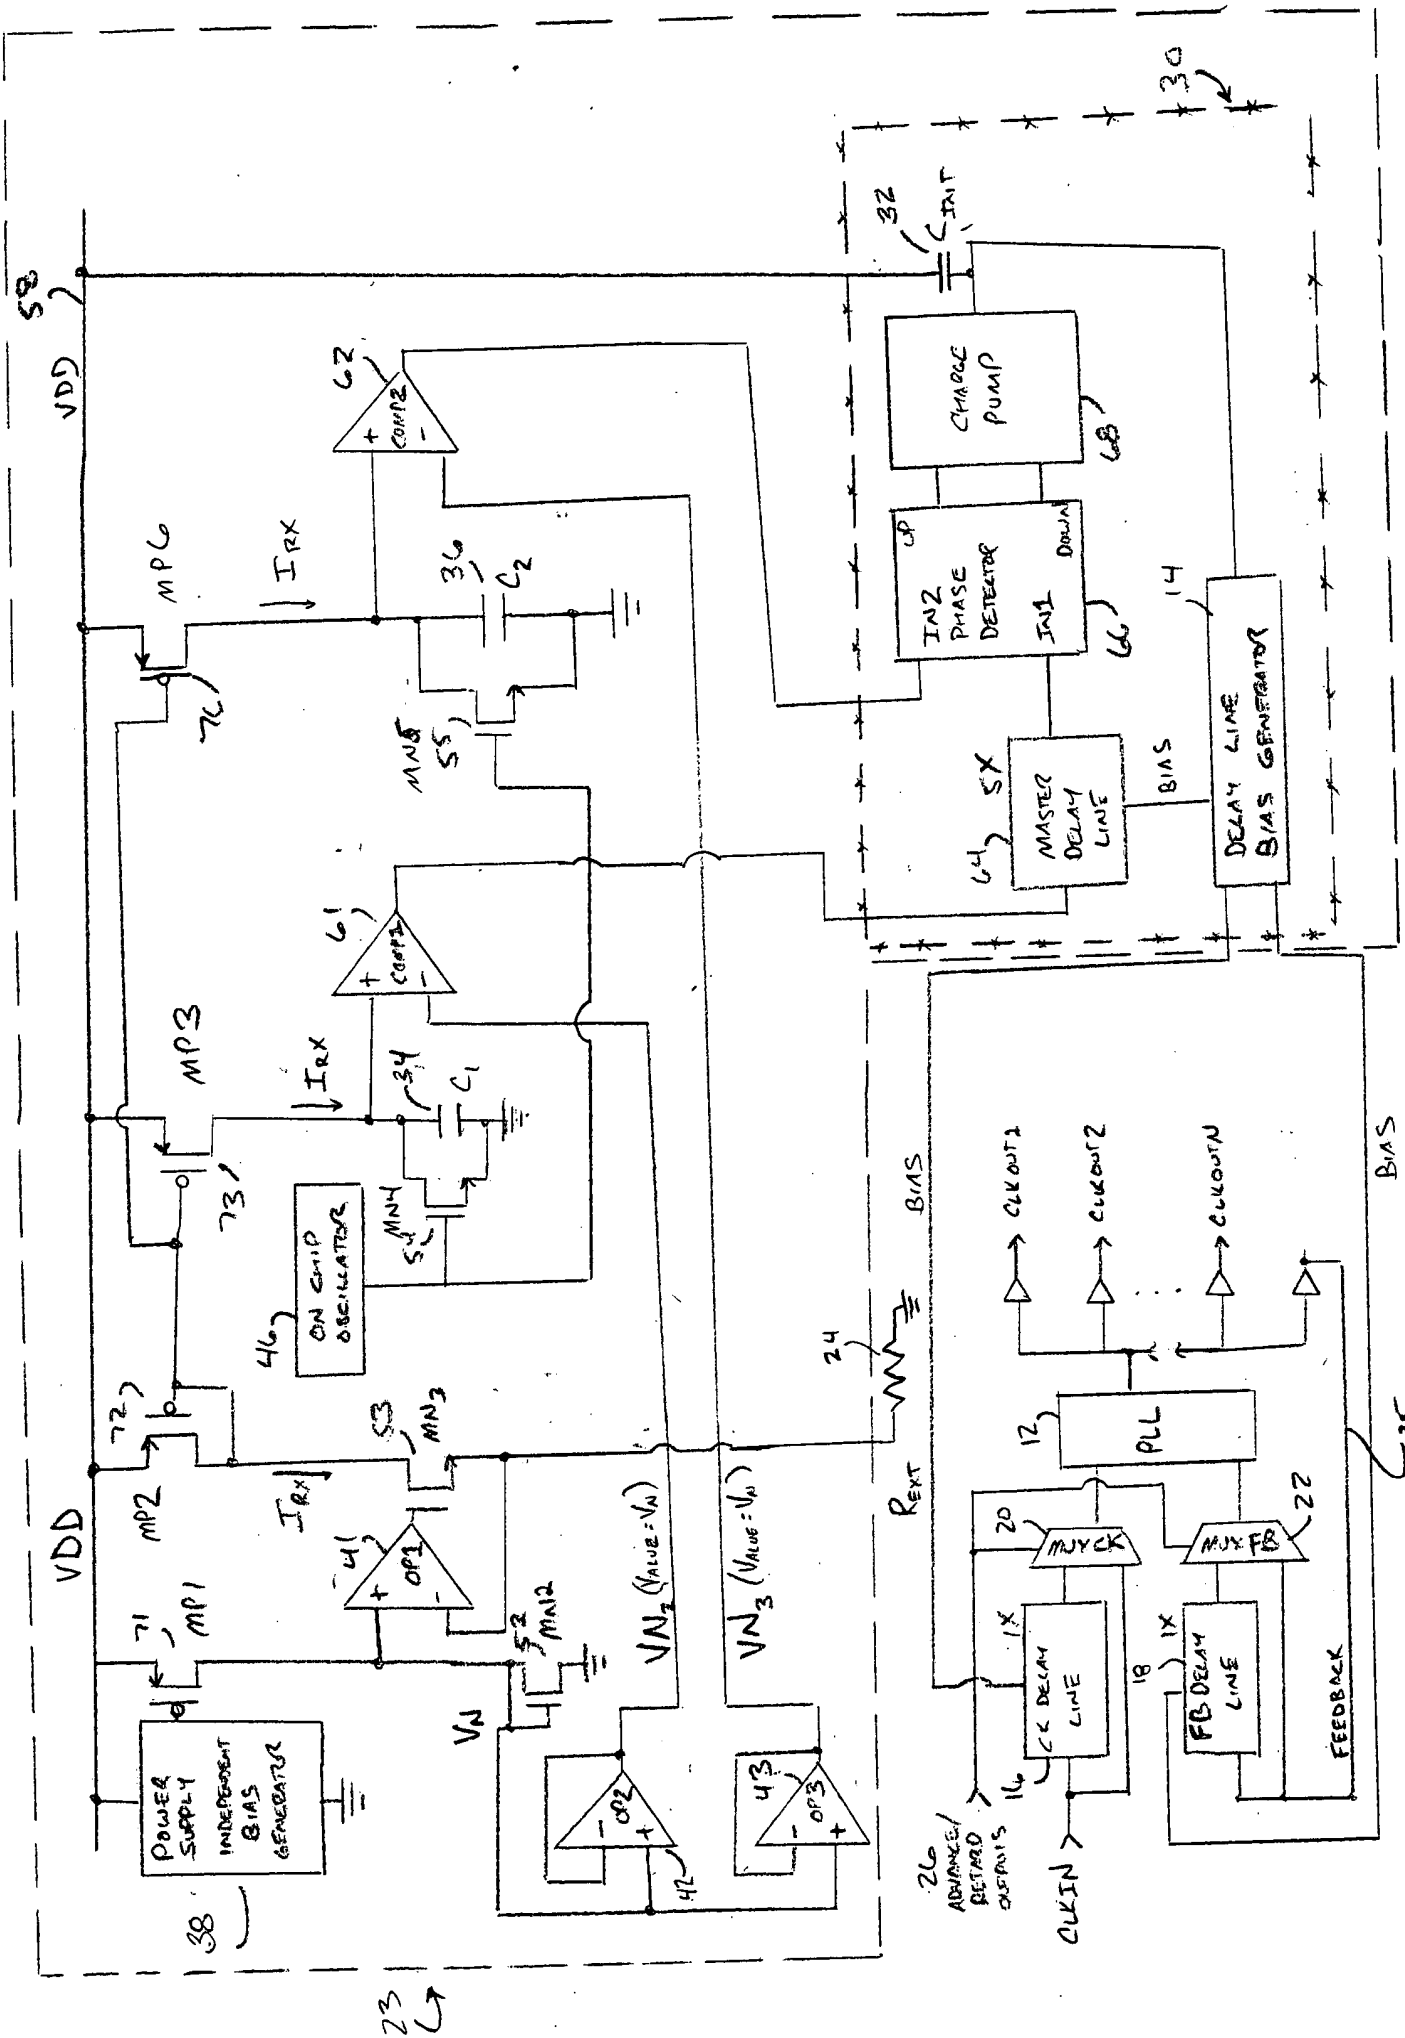 23
38
POWER
SUPPLY
INDEPENDENT
BIAS
GENERATOR
VDD
71
MP1
VN
52
MN2
41
OP1
+
-
OP2
-
+
42
43
OP3
-
+
MP2
72
IRX
53
MN3
VN2 (VALUE = VN)
VN3 (VALUE = VN)
46
ON CHIP
OSCILLATOR
MN4
54
34
C1
73
MP3
IRX
61
COMP1
+
-
76
MP6
IRX
MN5
55
36
C2
62
COMP2
+
-
VDD
58
REXT
24
BIAS
30
32
CINIT
64
5X
MASTER
DELAY
LINE
BIAS
IN2
UP
PHASE
DETECTOR
IN1
DOWN
66
CHARGE
PUMP
68
14
DELAY LINE
BIAS GENERATOR
26
ADVANCE/
RETARD
OUTPUTS
CLKIN
16
CK DELAY
LINE
1X
18
1X
FB DELAY
LINE
FEEDBACK
20
MUXCK
MUXFB
22
12
PLL
CLKOUT1
CLKOUT2
CLKOUTN
BIAS